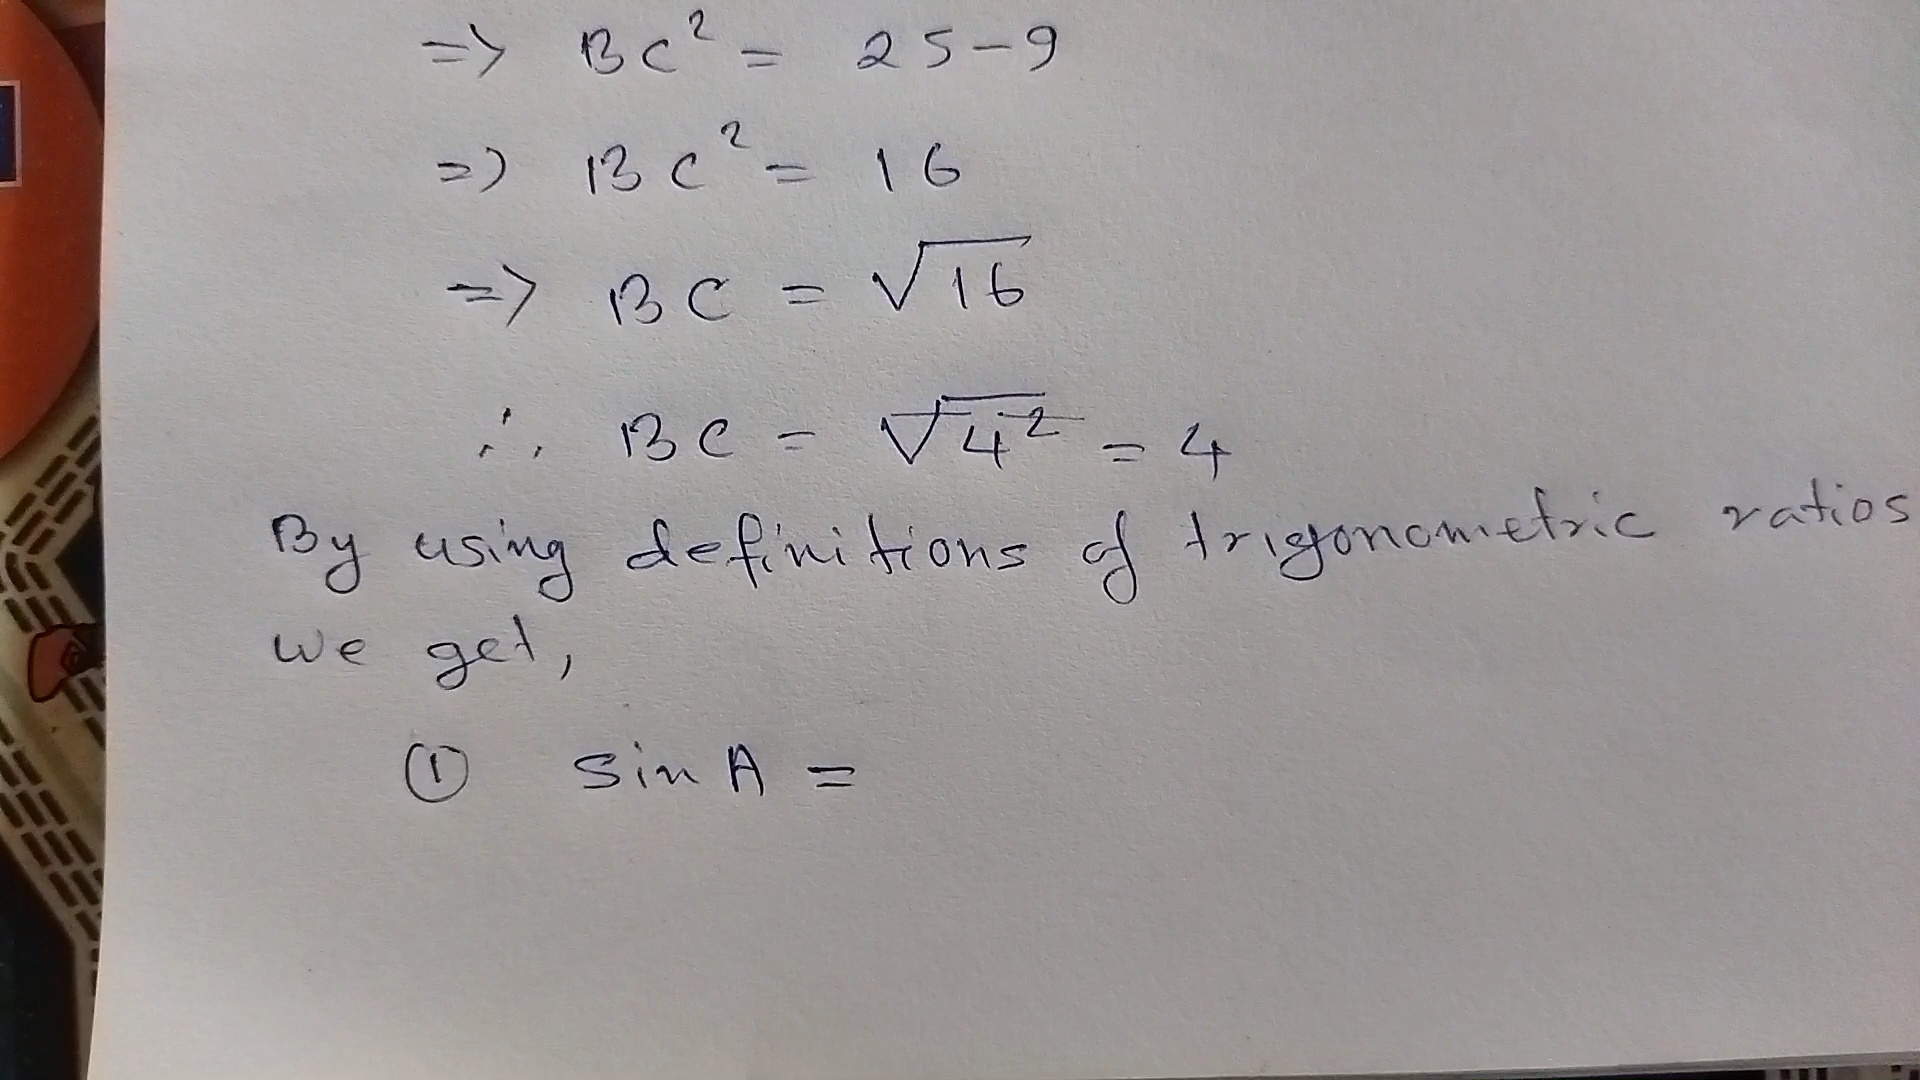 => BC² = 25-9
=> BC² = 16
=> BC = √16
∴ BC = √4² = 4
By using definitions of trigonometric ratios
we get,
① sin A =